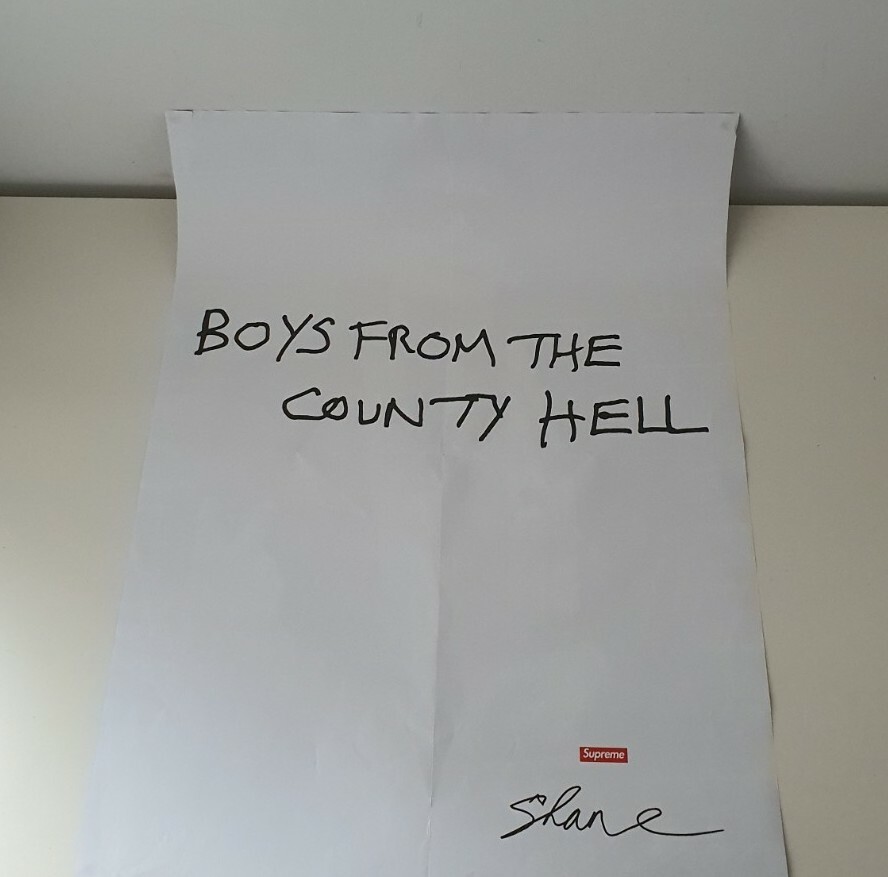 BOYS FROM THE
COUNTY HELL
Supreme
Shane